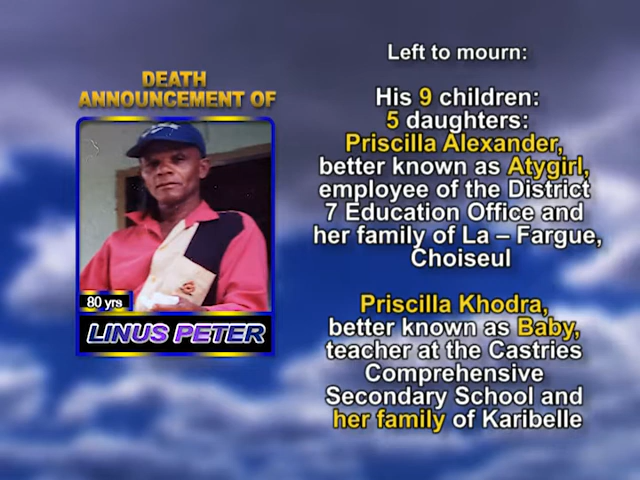 DEATH
ANNOUNCEMENT OF
80 yrs
LINUS PETER
Left to mourn:
His 9 children:
5 daughters:
Priscilla Alexander,
better known as Atygirl,
employee of the District
7 Education Office and
her family of La – Fargue,
Choiseul
Priscilla Khodra,
better known as Baby,
teacher at the Castries
Comprehensive
Secondary School and
her family of Karibelle